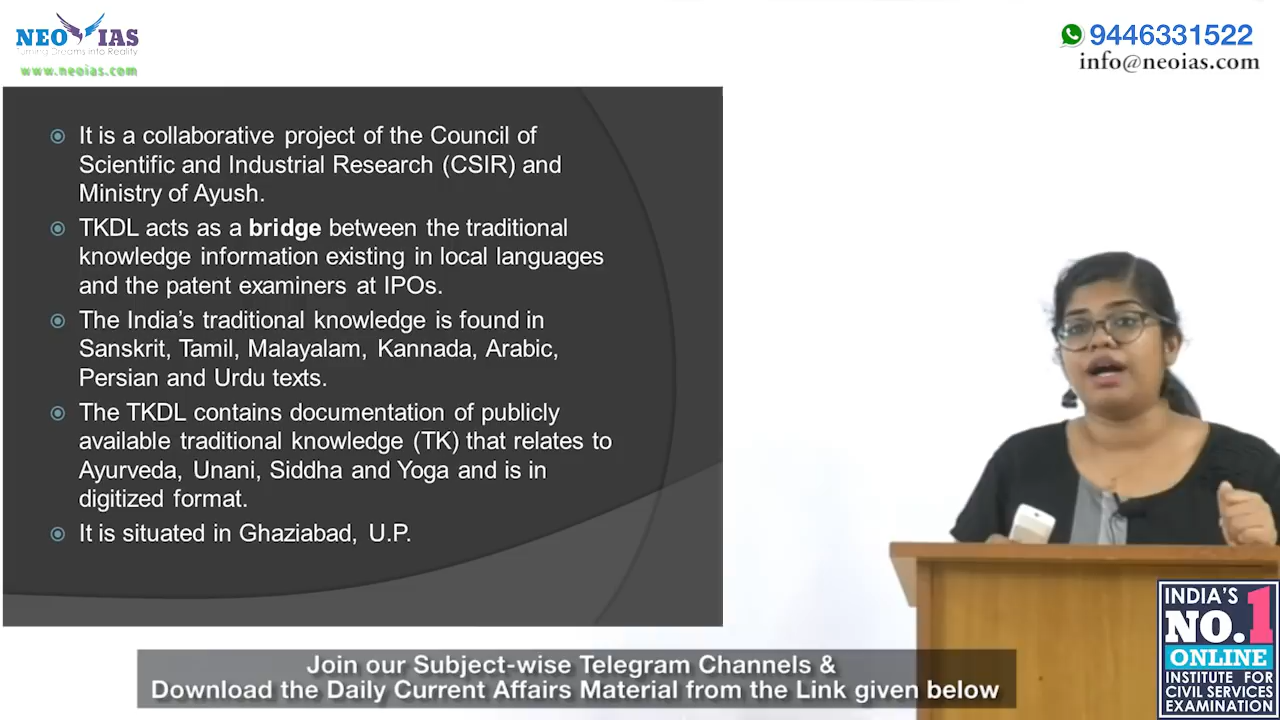 NEO IAS
Turning Dreams into Reality
www.neoias.com
9446331522
info@neoias.com
It is a collaborative project of the Council of
Scientific and Industrial Research (CSIR) and
Ministry of Ayush.
TKDL acts as a bridge between the traditional
knowledge information existing in local languages
and the patent examiners at IPOs.
The India's traditional knowledge is found in
Sanskrit, Tamil, Malayalam, Kannada, Arabic,
Persian and Urdu texts.
The TKDL contains documentation of publicly
available traditional knowledge (TK) that relates to
Ayurveda, Unani, Siddha and Yoga and is in
digitized format.
It is situated in Ghaziabad, U.P.
INDIA'S
NO.1
ONLINE
INSTITUTE FOR
CIVIL SERVICES
EXAMINATION
Join our Subject-wise Telegram Channels &
Download the Daily Current Affairs Material from the Link given below